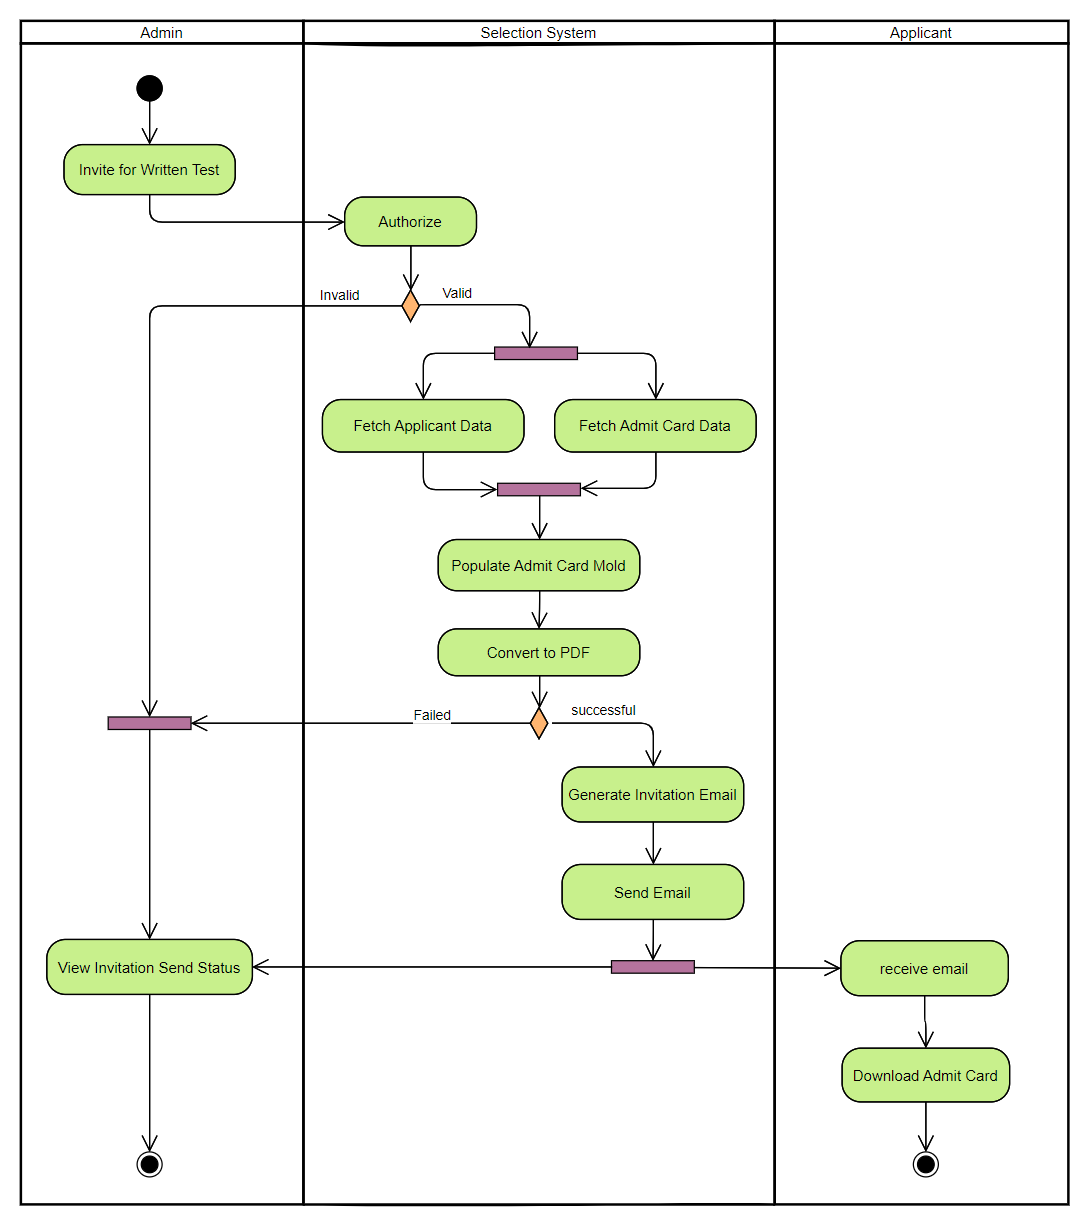 Admin
Selection System
Applicant
Invite for Written Test
Authorize
Invalid
Valid
Fetch Applicant Data
Fetch Admit Card Data
Populate Admit Card Mold
Convert to PDF
Failed
successful
Generate Invitation Email
Send Email
View Invitation Send Status
receive email
Download Admit Card